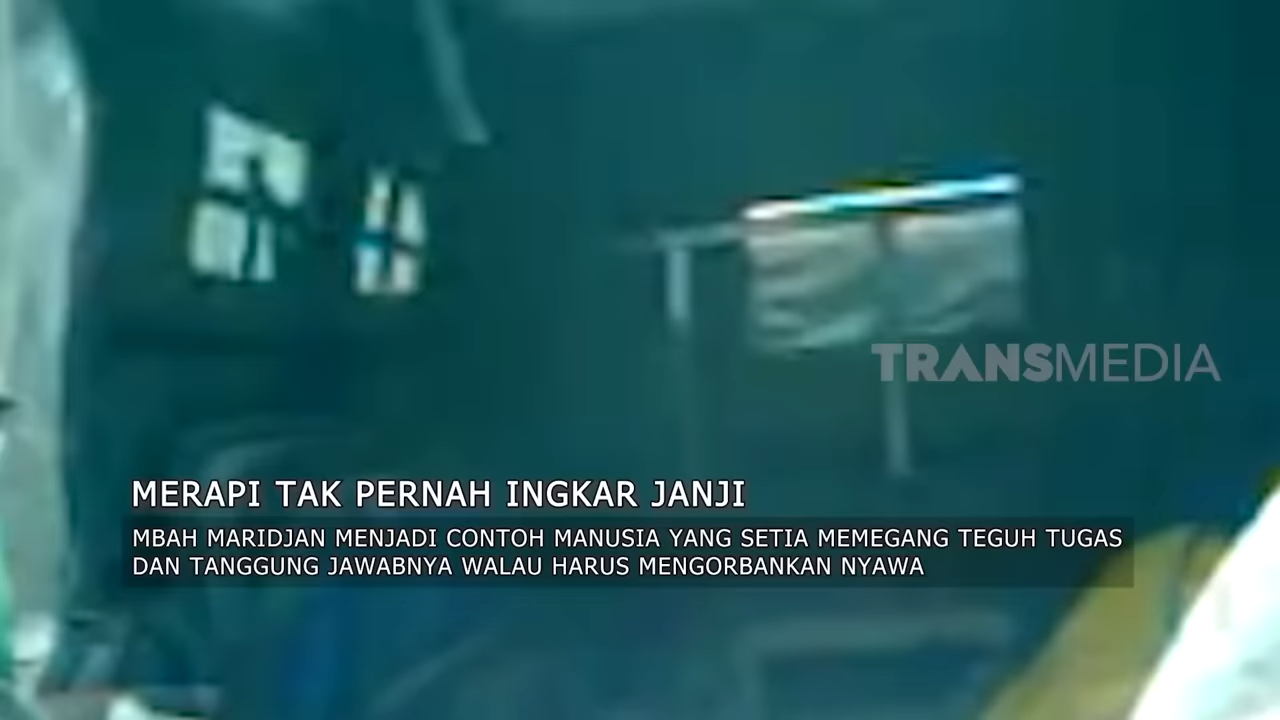 TRANSMEDIA
MERAPI TAK PERNAH INGKAR JANJI
MBAH MARIDJAN MENJADI CONTOH MANUSIA YANG SETIA MEMEGANG TEGUH TUGAS
DAN TANGGUNG JAWABNYA WALAU HARUS MENGORBANKAN NYAWA